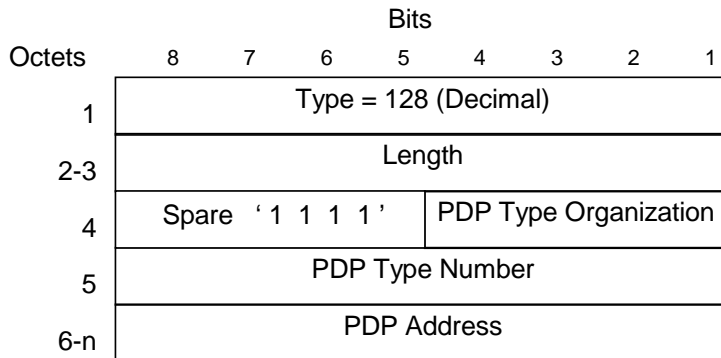 Bits
Octets 8 7 6 5 4 3 2 1
1 Type = 128 (Decimal)
2-3 Length
4 Spare ‘ 1 1 1 1 ’ PDP Type Organization
5 PDP Type Number
6-n PDP Address